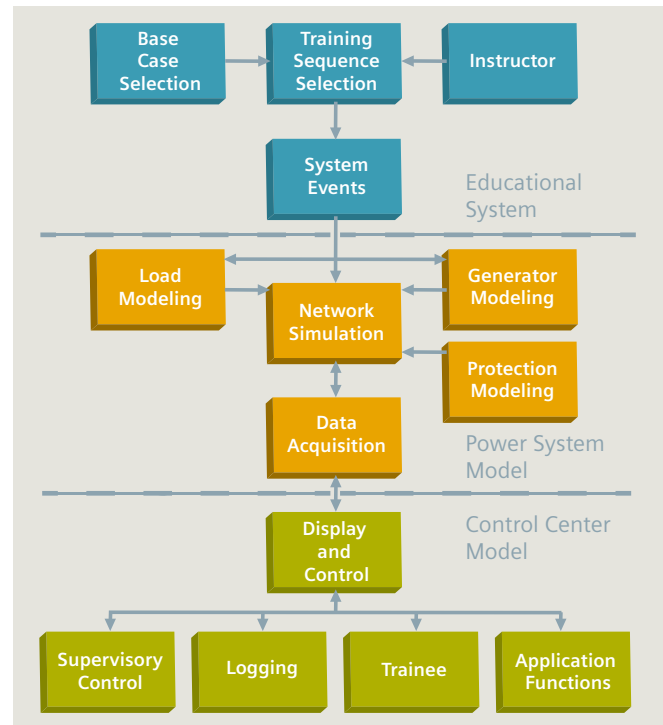 Base
Case
Selection
Training
Sequence
Selection
Instructor
System
Events
Educational
System
Load
Modeling
Generator
Modeling
Network
Simulation
Protection
Modeling
Data
Acquisition
Power System
Model
Control Center
Model
Display
and
Control
Supervisory
Control
Logging
Trainee
Application
Functions